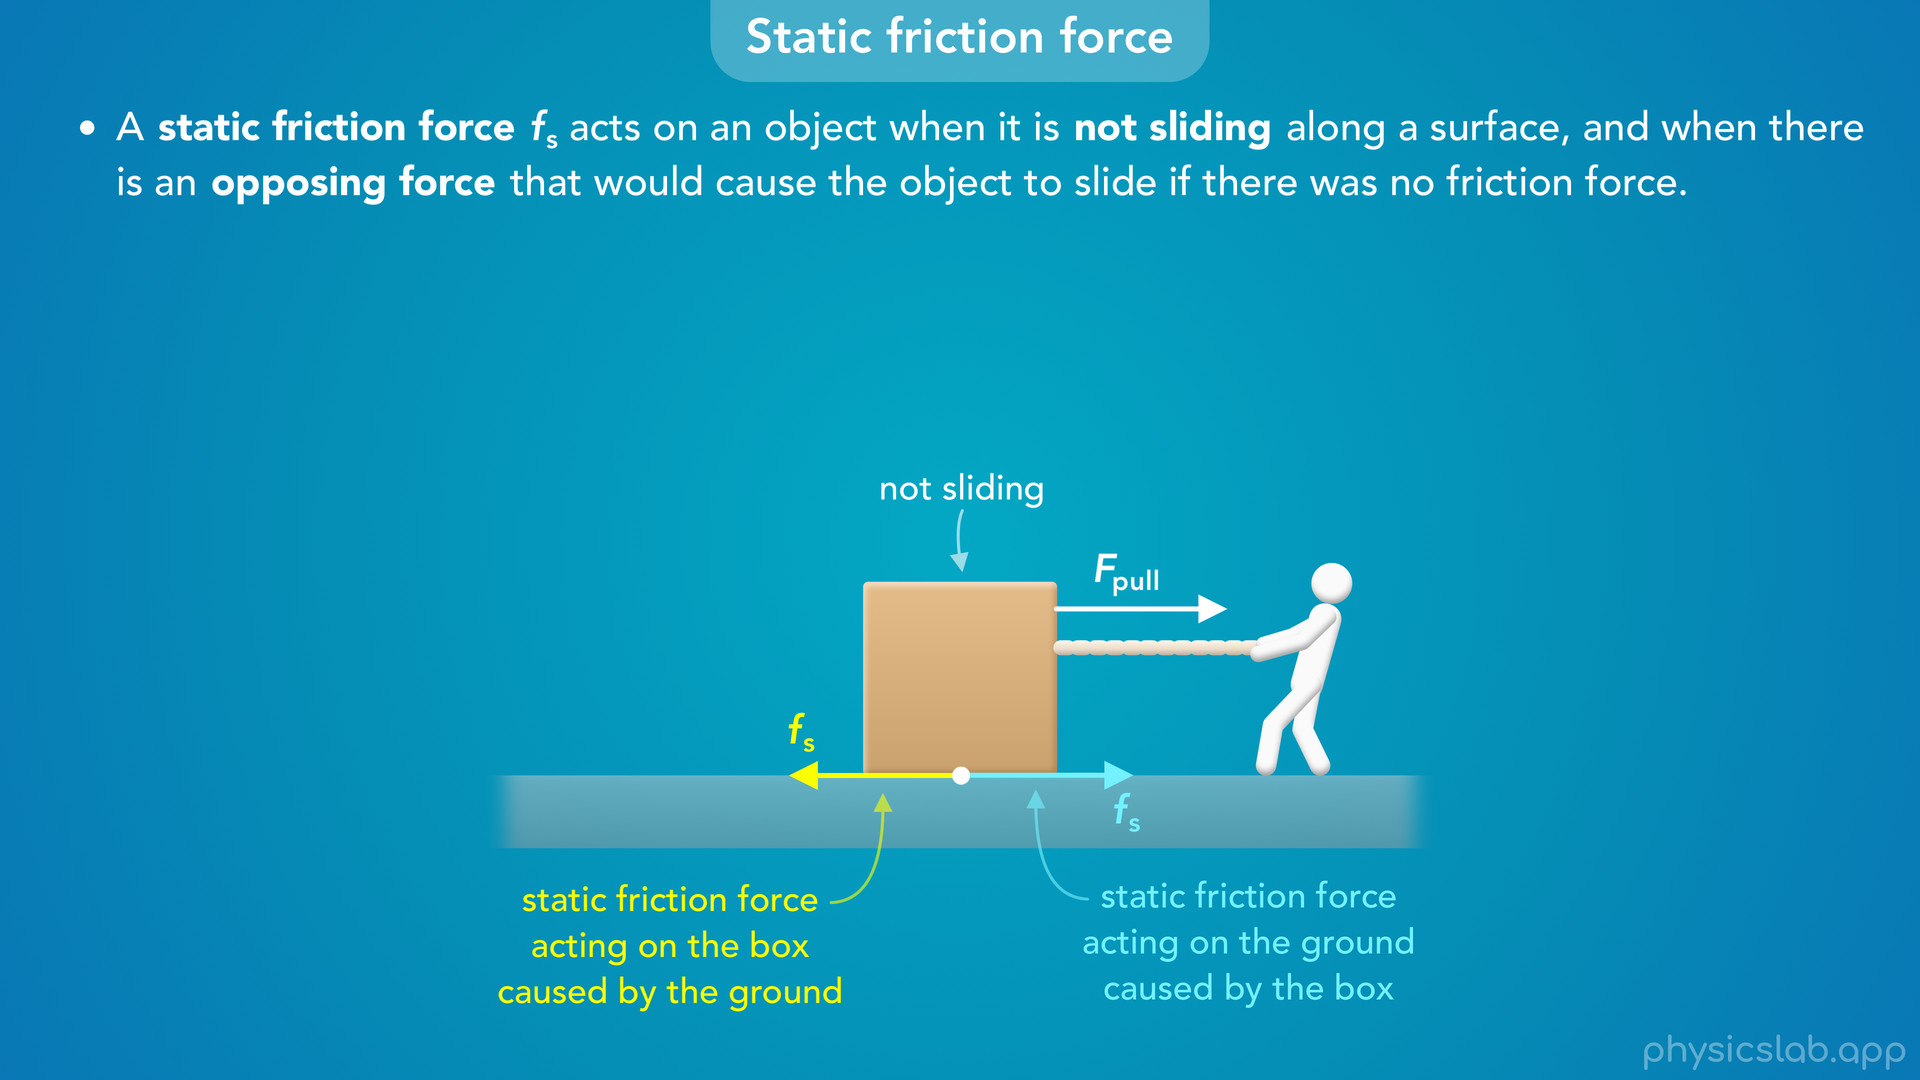 Static friction force
• A static friction force fs acts on an object when it is not sliding along a surface, and when there
is an opposing force that would cause the object to slide if there was no friction force.
not sliding
Fpull
fs
fs
static friction force
acting on the box
caused by the ground
static friction force
acting on the ground
caused by the box
physicslab.app